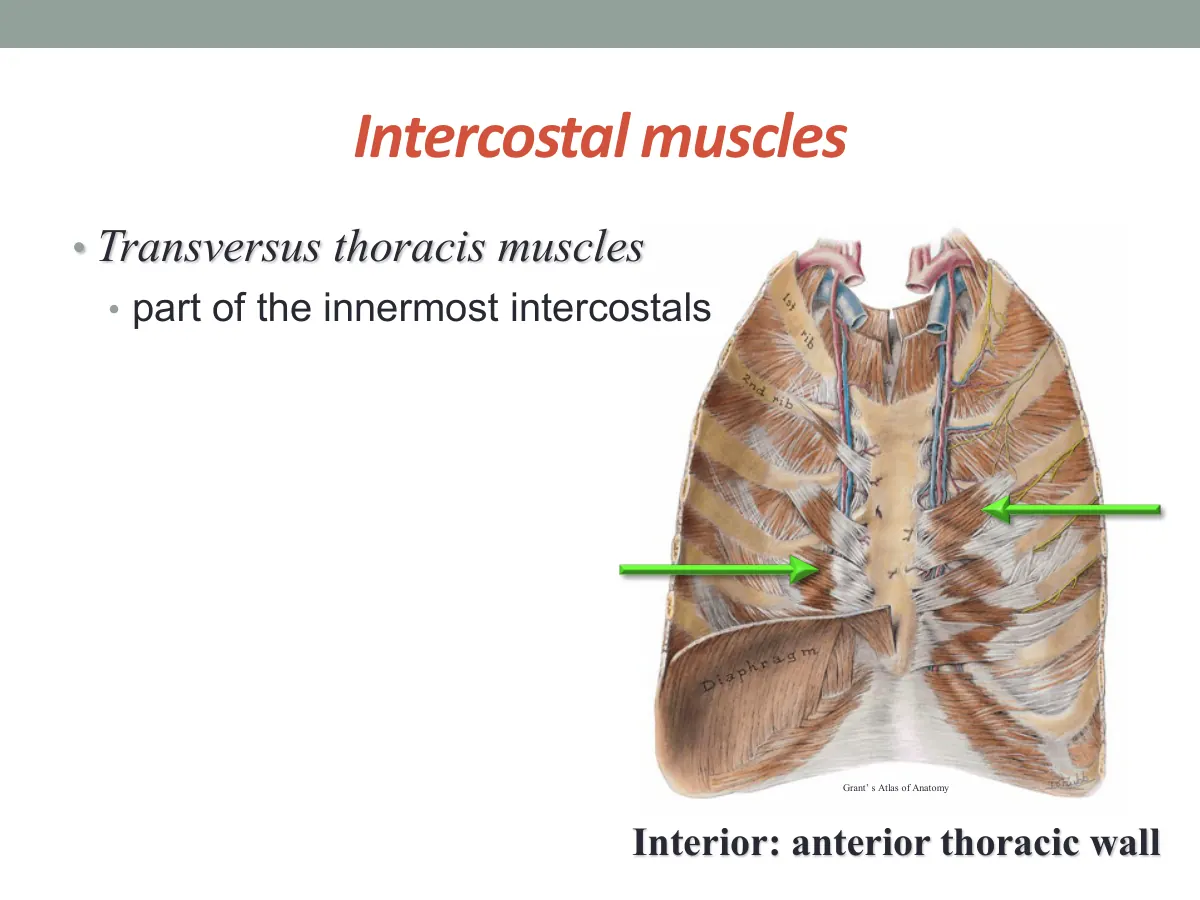 Intercostal muscles
• Transversus thoracis muscles
• part of the innermost intercostals
1st rib
2nd rib
Diaphragm
Grant’ s Atlas of Anatomy
Interior: anterior thoracic wall